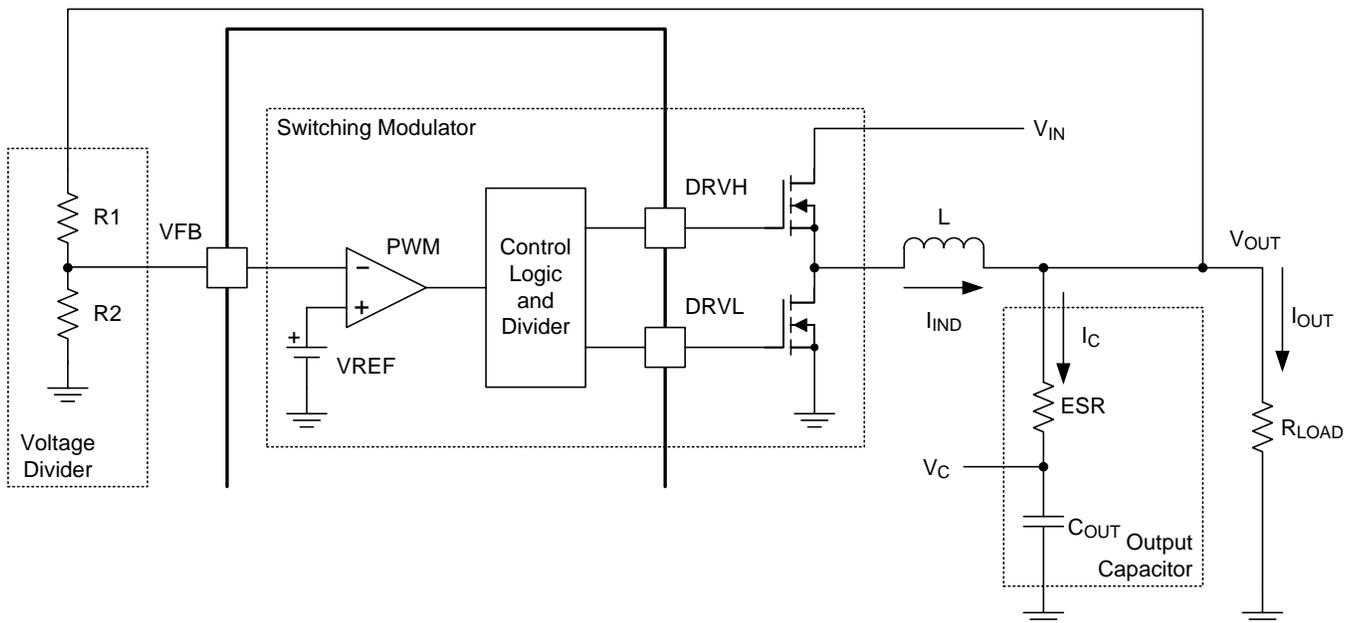 Switching Modulator
V_IN
DRVH
R1
VFB
PWM
L
V_OUT
Control
Logic
and
Divider
−
+
R2
DRVL
I_IND
I_OUT
+
VREF
I_C
ESR
R_LOAD
Voltage
Divider
V_C
C_OUT
Output
Capacitor